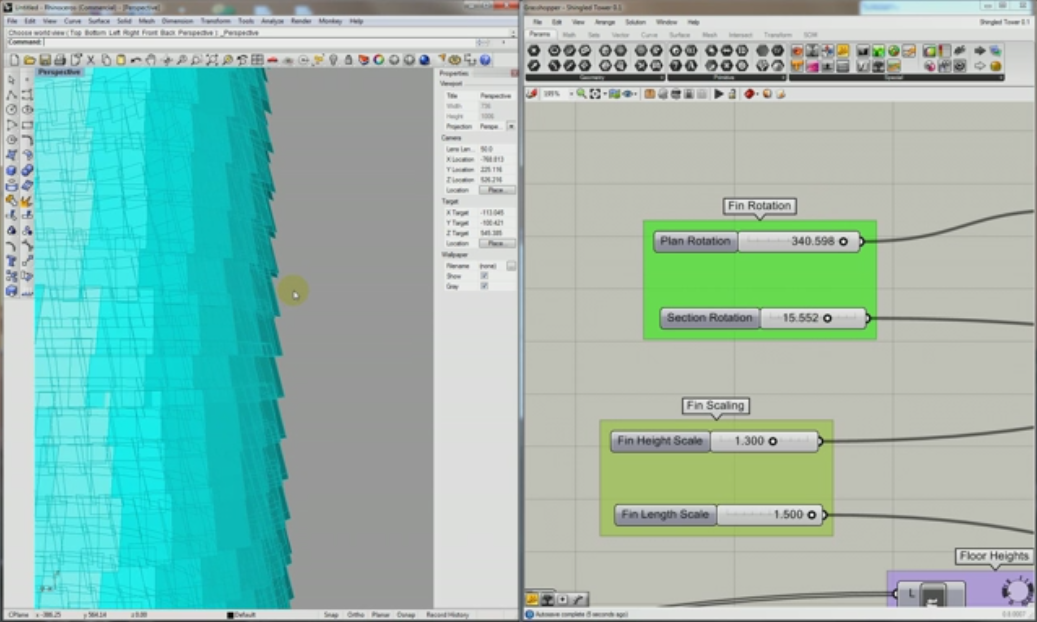 Untitled - Rhinoceros (Commercial) - [Perspective]
File Edit View Curve Surface Solid Mesh Dimension Transform Tools Analyze Render Monkey Help
Choose world view ( Top Bottom Left Right Front Back Perspective ): _Perspective
Command:
Perspective
Properties
Viewport
Title Perspective
Width 736
Height 1006
Projection Perspe...
Camera
Lens Len... 50.0
X Location -768.813
Y Location 225.116
Z Location 526.216
Location Place...
Target
X Target -113.045
Y Target -100.421
Z Target 545.385
Location Place...
Wallpaper
Filename (none)
Show
Gray
CPlane x -386.25 y 564.14 z 0.00 Default Snap Ortho Planar Osnap Record History
Grasshopper - Shingled Tower 0.1
File Edit View Arrange Solution Window Help Shingled Tower 0.1
Params Math Sets Vector Curve Surface Mesh Intersect Transform
Geometry Primitive Special
195%
Fin Rotation
Plan Rotation 340.598
Section Rotation 15.552
Fin Scaling
Fin Height Scale 1.300
Fin Length Scale 1.500
Floor Heights
L
Autosave complete (5 seconds ago)